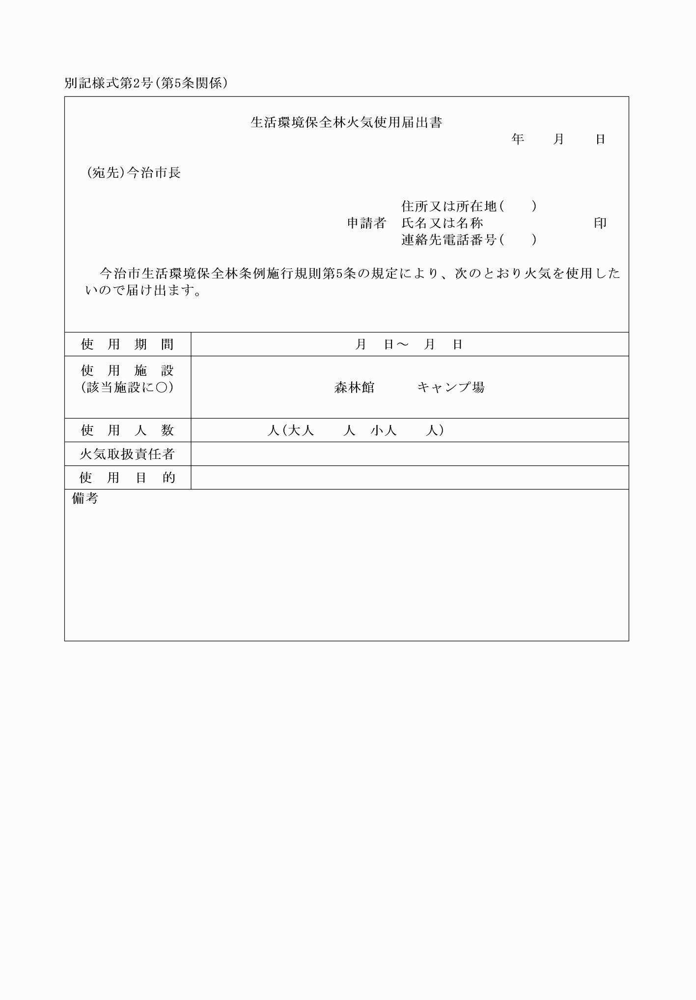 別記様式第2号(第5条関係)
生活環境保全林火気使用届出書
年　　月　　日
(宛先)今治市長
住所又は所在地(　　)
申請者　氏名又は名称　　　　　　　　印
連絡先電話番号(　　)
今治市生活環境保全林条例施行規則第5条の規定により、次のとおり火気を使用した
いので届け出ます。
使　用　期　間　　月　日～　月　日
使　用　施　設
(該当施設に○)　　森林館　　　キャンプ場
使　用　人　数　　人(大人　　人　小人　　人)
火気取扱責任者
使　用　目　的
備考